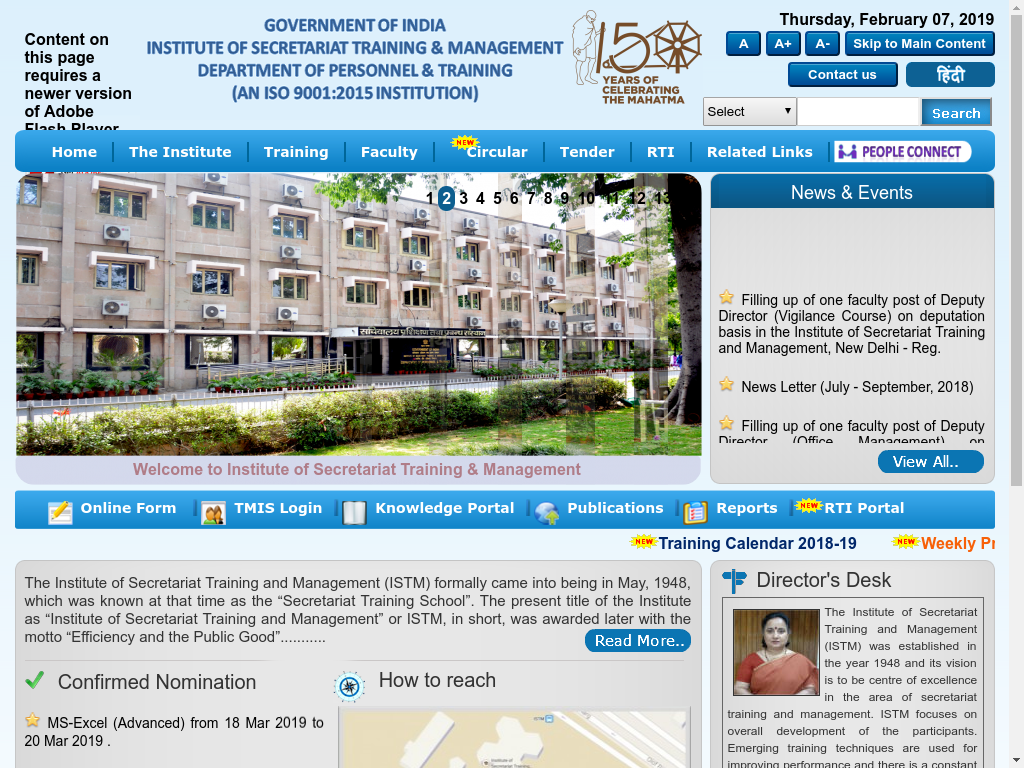 Content on
this page
requires a
newer version
of Adobe
Flash Player
GOVERNMENT OF INDIA
INSTITUTE OF SECRETARIAT TRAINING & MANAGEMENT
DEPARTMENT OF PERSONNEL & TRAINING
(AN ISO 9001:2015 INSTITUTION)
150
YEARS OF
CELEBRATING
THE MAHATMA
Thursday, February 07, 2019
A A+ A- Skip to Main Content
Contact us हिंदी
Select Search
Home The Institute Training Faculty NEW Circular Tender RTI Related Links PEOPLE CONNECT
1 2 3 4 5 6 7 8 9 10 11 12 13
सचिवालय प्रशिक्षण तथा प्रबन्ध संस्थान
Welcome to Institute of Secretariat Training & Management
News & Events
Filling up of one faculty post of Deputy
Director (Vigilance Course) on deputation
basis in the Institute of Secretariat Training
and Management, New Delhi - Reg.
News Letter (July - September, 2018)
Filling up of one faculty post of Deputy
Director (Office Management) on
View All..
Online Form TMIS Login Knowledge Portal Publications Reports NEW RTI Portal
NEW Training Calendar 2018-19 NEW Weekly Pr
The Institute of Secretariat Training and Management (ISTM) formally came into being in May, 1948,
which was known at that time as the “Secretariat Training School”. The present title of the Institute
as “Institute of Secretariat Training and Management” or ISTM, in short, was awarded later with the
motto “Efficiency and the Public Good”...........
Read More..
Confirmed Nomination
MS-Excel (Advanced) from 18 Mar 2019 to
20 Mar 2019 .
How to reach
Director's Desk
The Institute of Secretariat
Training and Management
(ISTM) was established in
the year 1948 and its vision
is to be centre of excellence
in the area of secretarial
training and management. ISTM focuses on
overall development of the participants.
Emerging training techniques are used for
improving performance and there is a constant